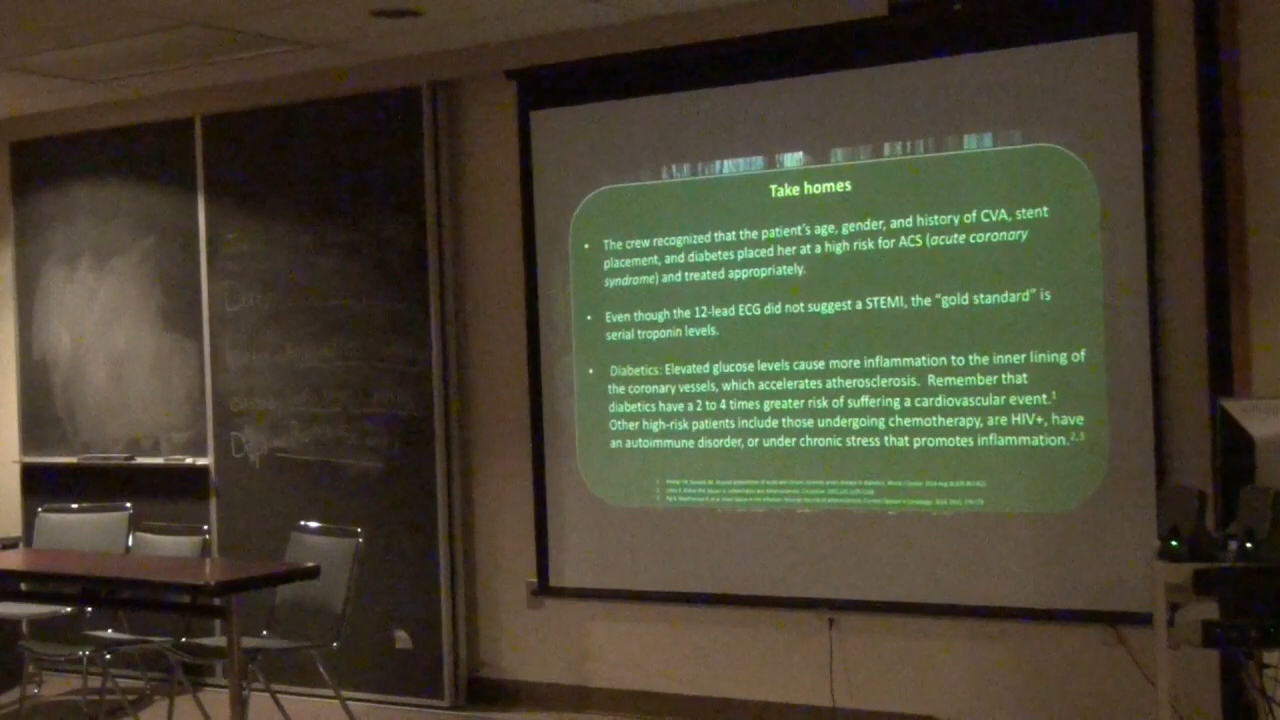 Take homes
• The crew recognized that the patient's age, gender, and history of CVA, stent
placement, and diabetes placed her at a high risk for ACS (acute coronary
syndrome) and treated appropriately.
• Even though the 12-lead ECG did not suggest a STEMI, the "gold standard" is
serial troponin levels.
• Diabetics: Elevated glucose levels cause more inflammation to the inner lining of
the coronary vessels, which accelerates atherosclerosis. Remember that
diabetics have a 2 to 4 times greater risk of suffering a cardiovascular event.1
Other high-risk patients include those undergoing chemotherapy, are HIV+, have
an autoimmune disorder, or under chronic stress that promotes inflammation.2,3